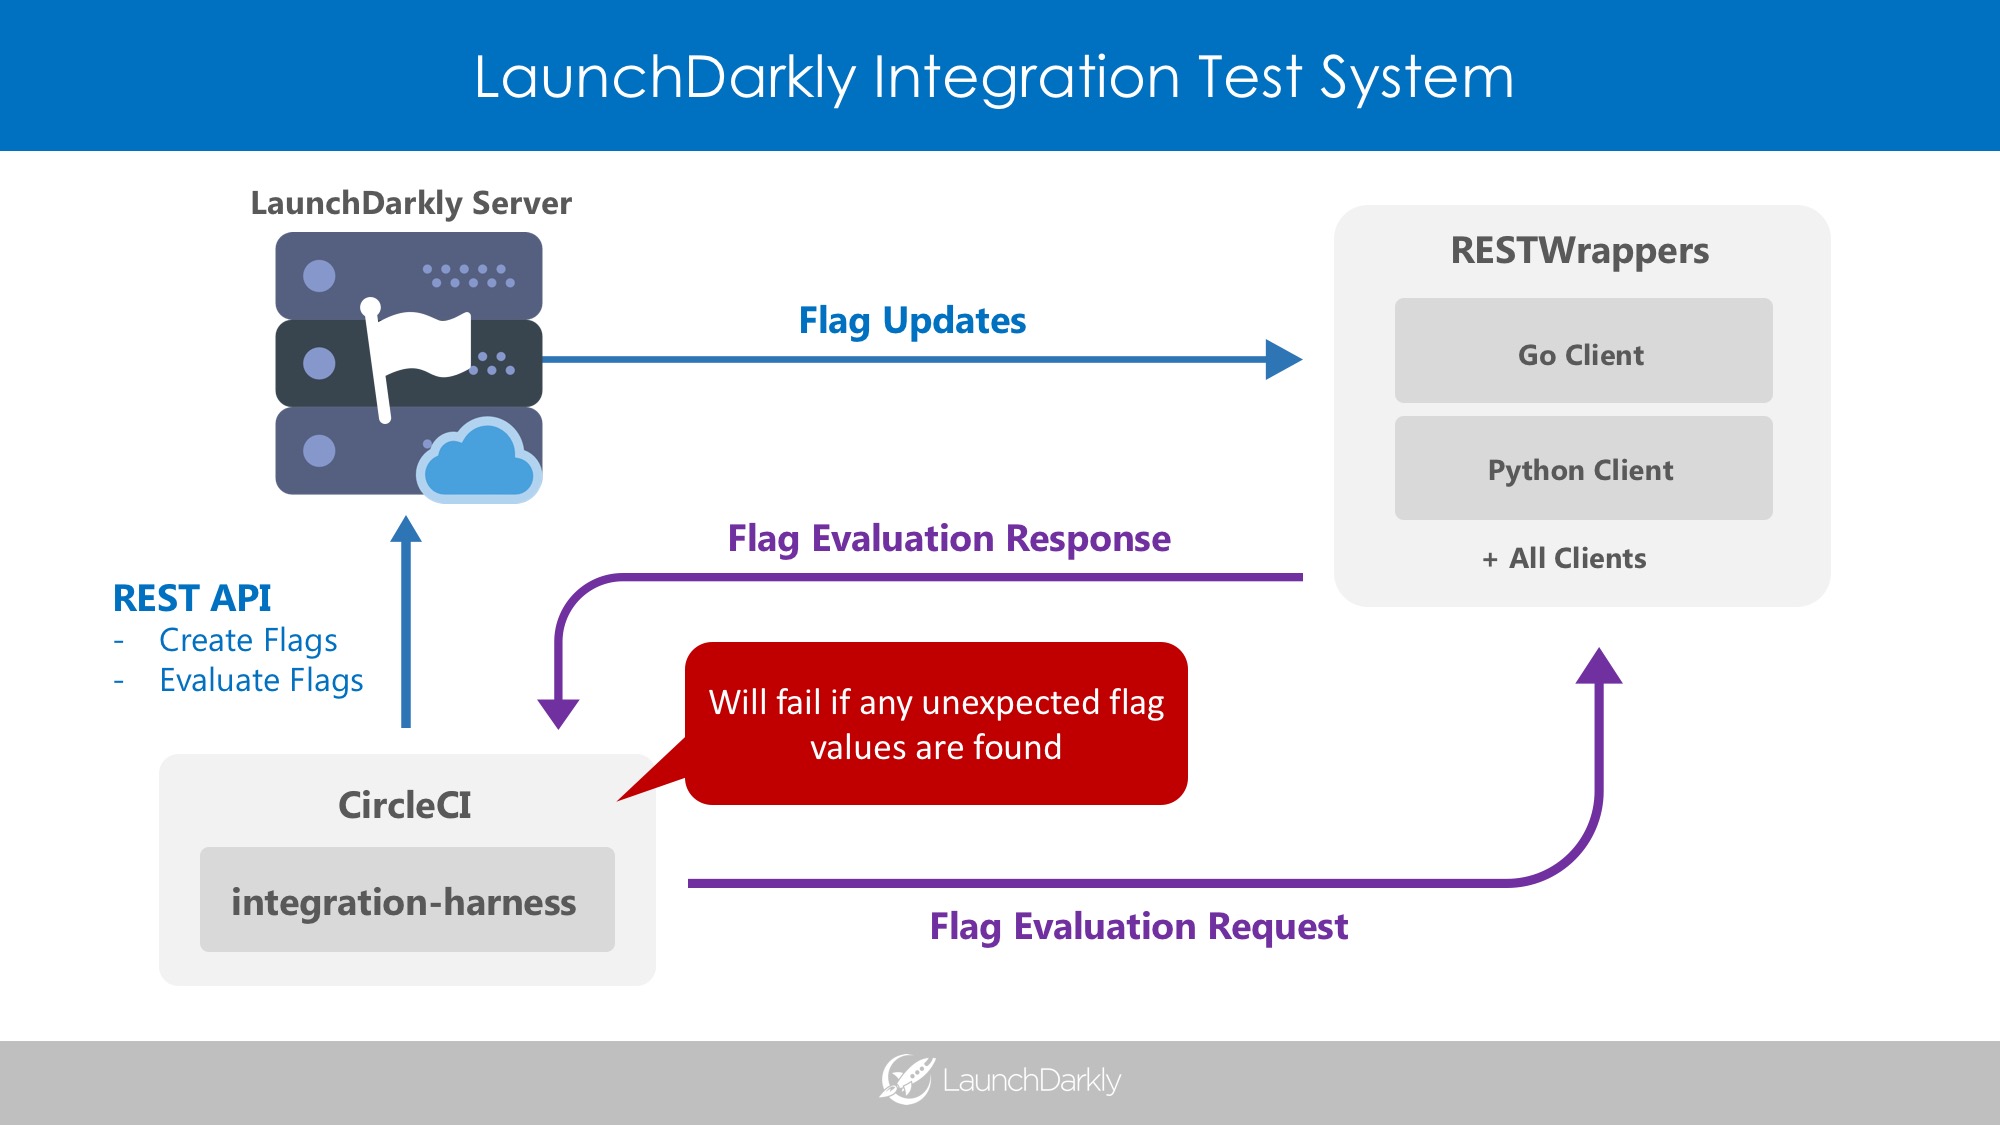 LaunchDarkly Integration Test System
LaunchDarkly Server
RESTWrappers
Go Client
Python Client
+ All Clients
Flag Updates
Flag Evaluation Response
REST API
- Create Flags
- Evaluate Flags
Will fail if any unexpected flag
values are found
CircleCI
integration-harness
Flag Evaluation Request
LaunchDarkly